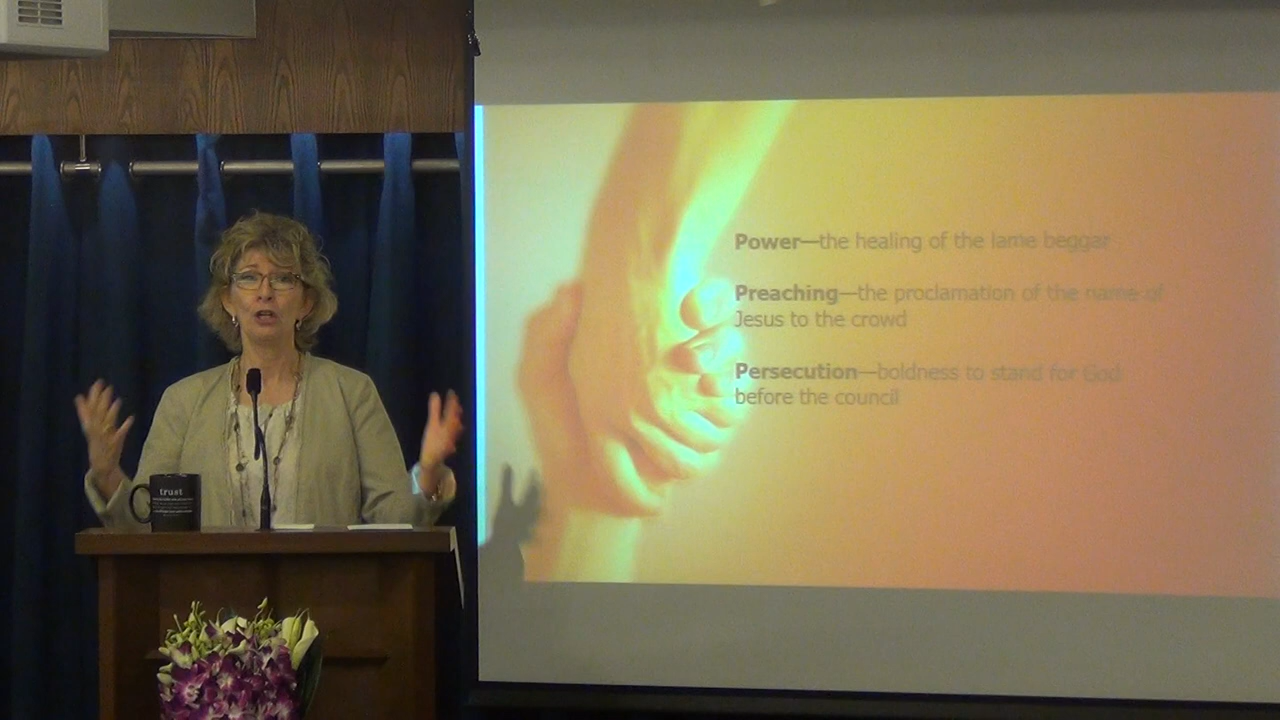 Power—the healing of the lame beggar
Preaching—the proclamation of the name of
Jesus to the crowd
Persecution—boldness to stand for God
before the council
trust